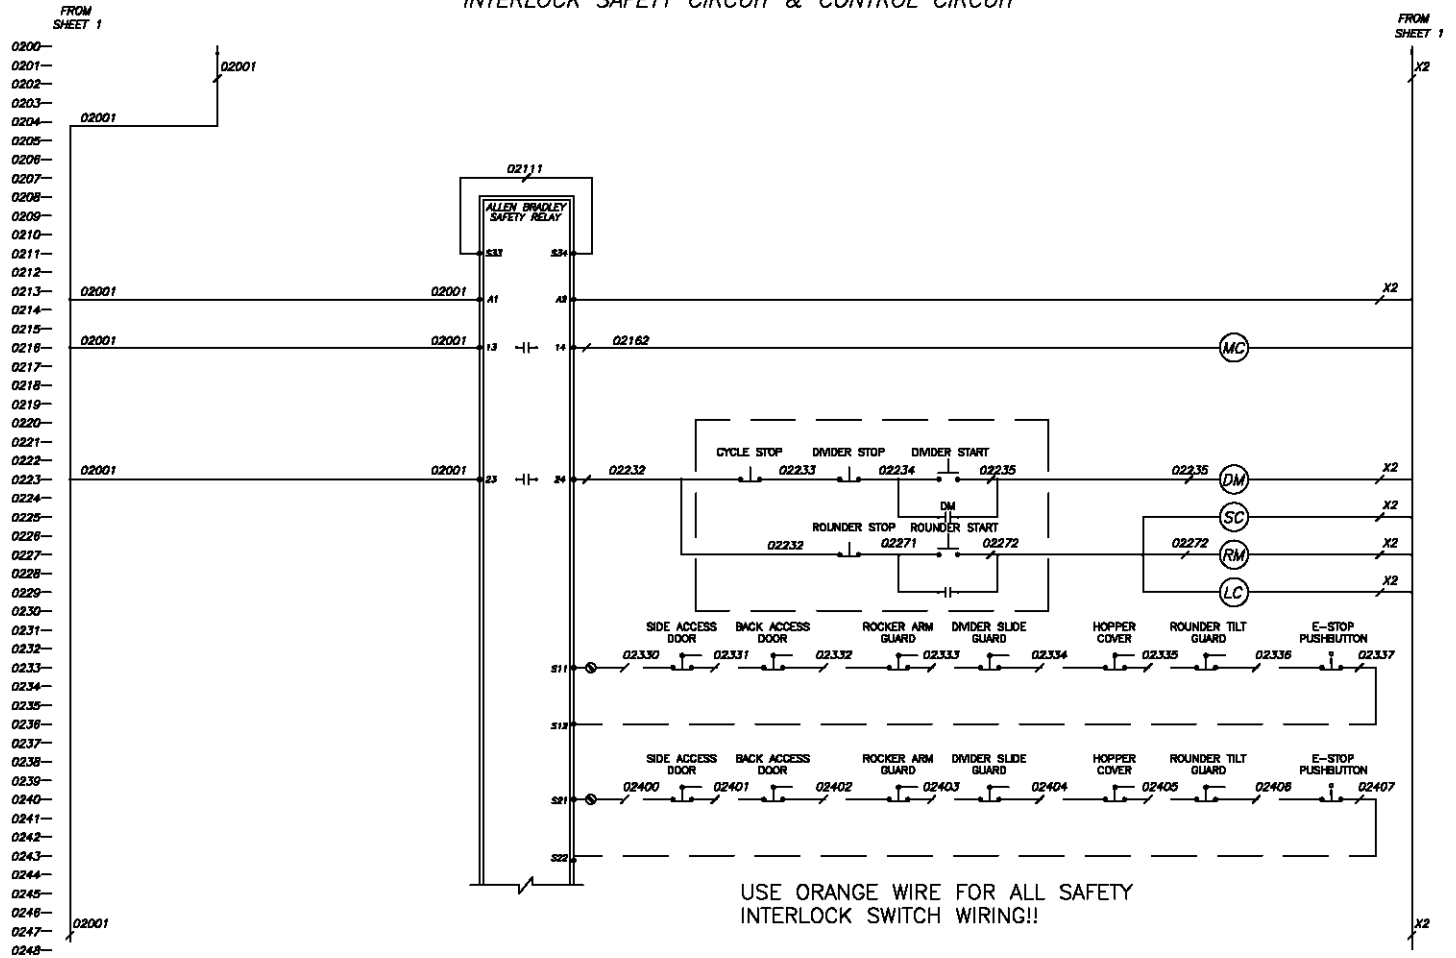 INTERLOCK SAFETY CIRCUIT & CONTROL CIRCUIT
FROM
SHEET 1
FROM
SHEET 1
0200
0201
02001
X2
0202
0203
0204
02001
0205
0206
0207
02111
0208
ALLEN BRADLEY
SAFETY RELAY
0209
0210
0211
S33 S34
0212
0213
02001 02001 A1 A2 X2
0214
0215
0216
02001 02001 13 14 02162 MC
0217
0218
0219
0220
0221
CYCLE STOP DIVIDER STOP DIVIDER START
0222
0223
02001 02001 23 24 02232 02233 02234 02235 02235 DM X2
0224
DM
0225
SC X2
0226
ROUNDER STOP ROUNDER START
0227
02232 02271 02272 02272 RM X2
0228
0229
LC X2
0230
0231
SIDE ACCESS DOOR BACK ACCESS DOOR ROCKER ARM GUARD DIVIDER SLIDE GUARD HOPPER COVER ROUNDER TILT GUARD E-STOP PUSHBUTTON
0232
0233
S11 02330 02331 02332 02333 02334 02335 02336 02337
0234
0235
0236
S12
0237
0238
SIDE ACCESS DOOR BACK ACCESS DOOR ROCKER ARM GUARD DIVIDER SLIDE GUARD HOPPER COVER ROUNDER TILT GUARD E-STOP PUSHBUTTON
0239
0240
S21 02400 02401 02402 02403 02404 02405 02406 02407
0241
0242
0243
S22
0244
0245
USE ORANGE WIRE FOR ALL SAFETY
0246
INTERLOCK SWITCH WIRING!!
0247
02001 X2
0248